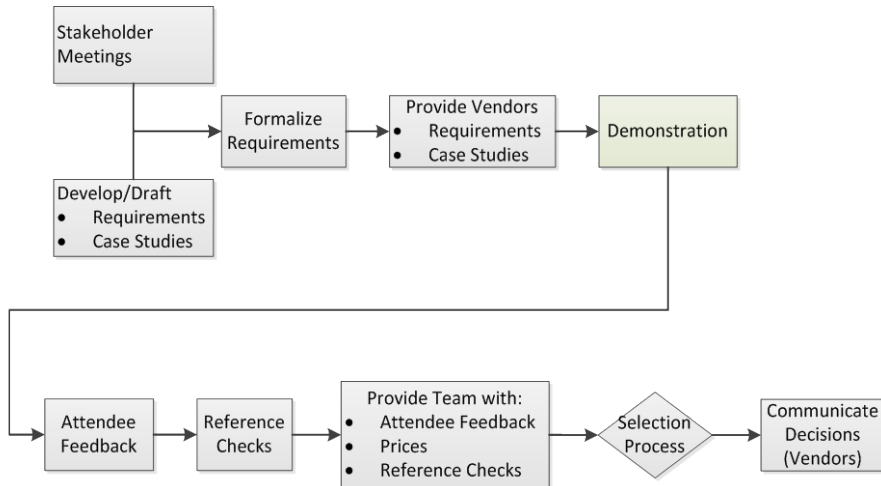 Stakeholder
Meetings
Formalize
Requirements
Provide Vendors
• Requirements
• Case Studies
Demonstration
Develop/Draft
• Requirements
• Case Studies
Attendee
Feedback
Reference
Checks
Provide Team with:
• Attendee Feedback
• Prices
• Reference Checks
Selection
Process
Communicate
Decisions
(Vendors)